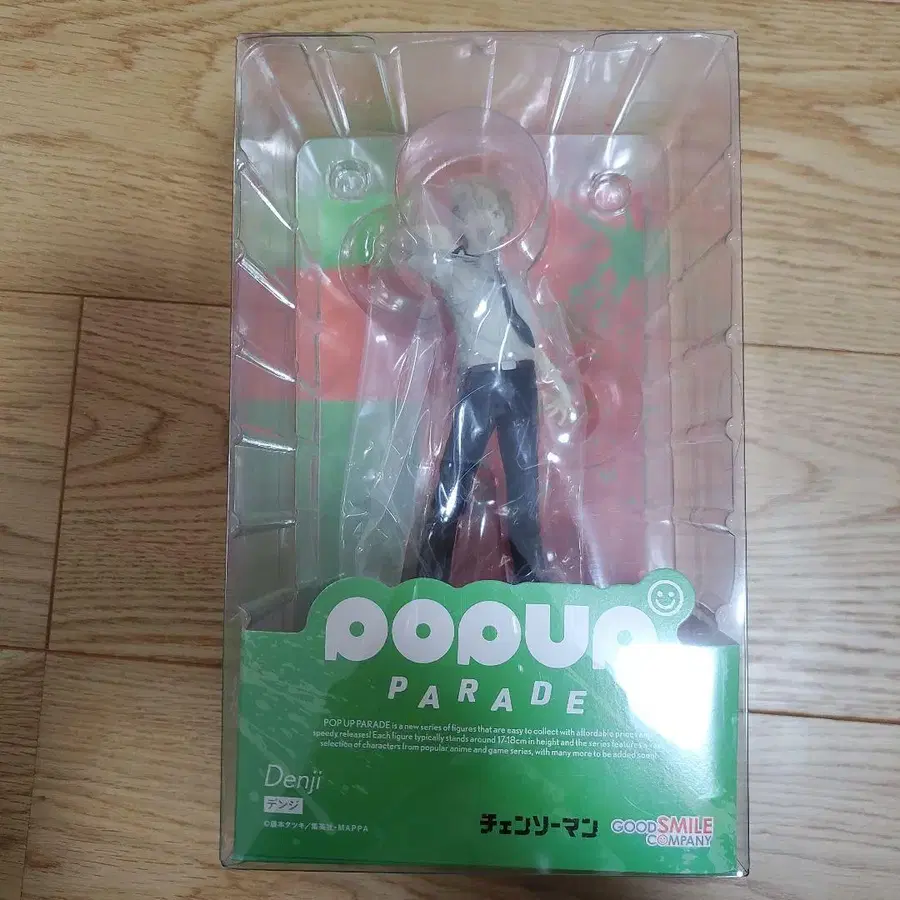 POPUP
PARADE
POP UP PARADE is a new series of figures that are easy to collect with affordable prices and
speedy releases! Each figure typically stands around 17-18cm in height and the series features a
selection of characters from popular anime and game series, with many more to be added soon!
Denji
デンジ
©藤本タツキ/集英社・MAPPA
チェンソーマン
GOOD SMILE
COMPANY